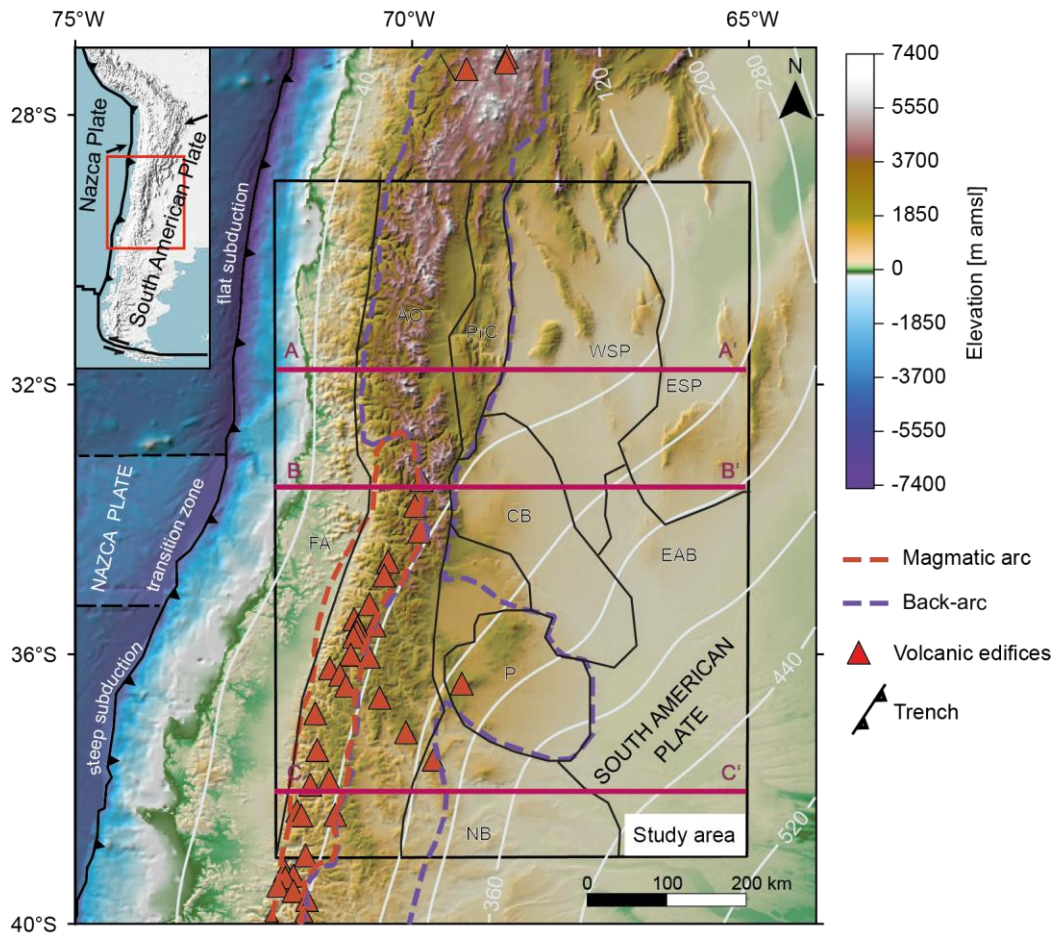 75°W
70°W
65°W
28°S
32°S
36°S
40°S
Nazca Plate
South American Plate
flat subduction
transition zone
steep subduction
NAZCA PLATE
40
120
200
280
N
AO
PrC
WSP
ESP
A
A'
B
B'
CB
FA
EAB
P
SOUTH AMERICAN
PLATE
440
C
C'
NB
360
520
Study area
0 100 200 km
7400
5550
3700
1850
0
-1850
-3700
-5550
-7400
Elevation [m amsl]
Magmatic arc
Back-arc
Volcanic edifices
Trench